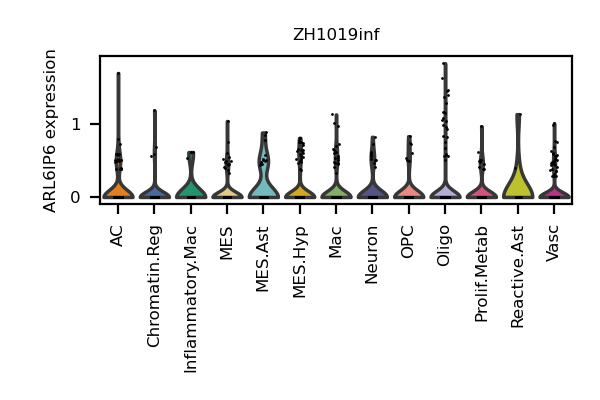 ZH1019inf
ARL6IP6 expression
1
0
AC
Chromatin.Reg
Inflammatory.Mac
MES
MES.Ast
MES.Hyp
Mac
Neuron
OPC
Oligo
Prolif.Metab
Reactive.Ast
Vasc